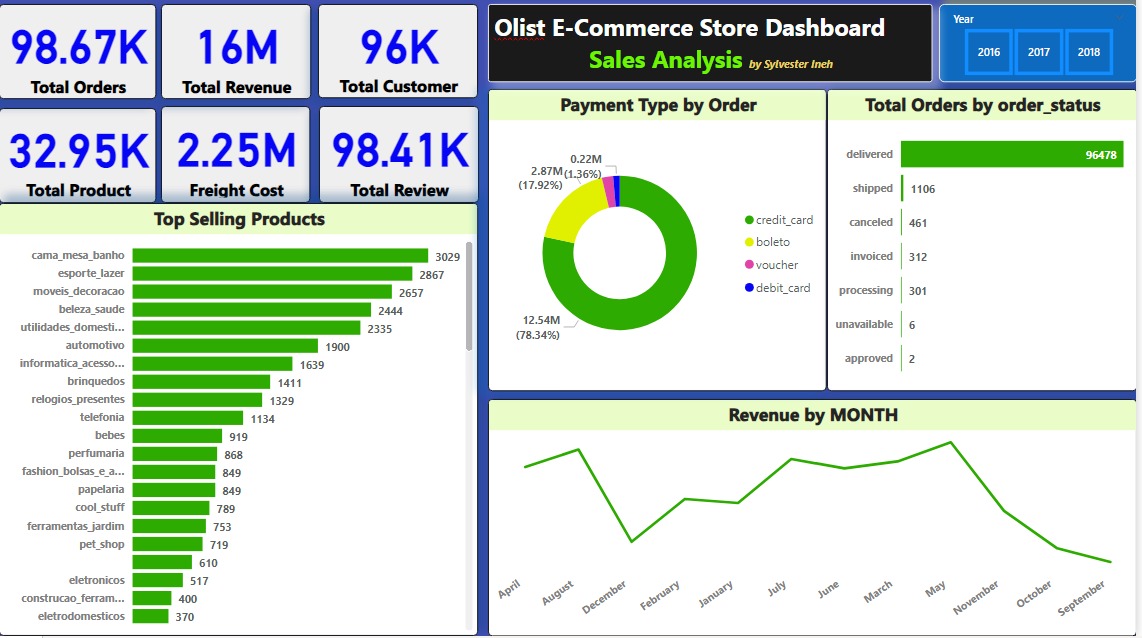 98.67K
Total Orders
16M
Total Revenue
96K
Total Customer
32.95K
Total Product
2.25M
Freight Cost
98.41K
Total Review
Olist E-Commerce Store Dashboard
Sales Analysis by Sylvester Ineh
Year
2016 2017 2018
Top Selling Products
cama_mesa_banho 3029
esporte_lazer 2867
moveis_decoracao 2657
beleza_saude 2444
utilidades_domesti... 2335
automotivo 1900
informatica_acesso... 1639
brinquedos 1411
relogios_presentes 1329
telefonia 1134
bebes 919
perfumaria 868
fashion_bolsas_e_a... 849
papelaria 849
cool_stuff 789
ferramentas_jardim 753
pet_shop 719
610
eletronicos 517
construcao_ferram... 400
eletrodomesticos 370
Payment Type by Order
0.22M
(1.36%)
2.87M
(17.92%)
12.54M
(78.34%)
credit_card
boleto
voucher
debit_card
Total Orders by order_status
delivered 96478
shipped 1106
canceled 461
invoiced 312
processing 301
unavailable 6
approved 2
Revenue by MONTH
April August December February January July June March May November October September